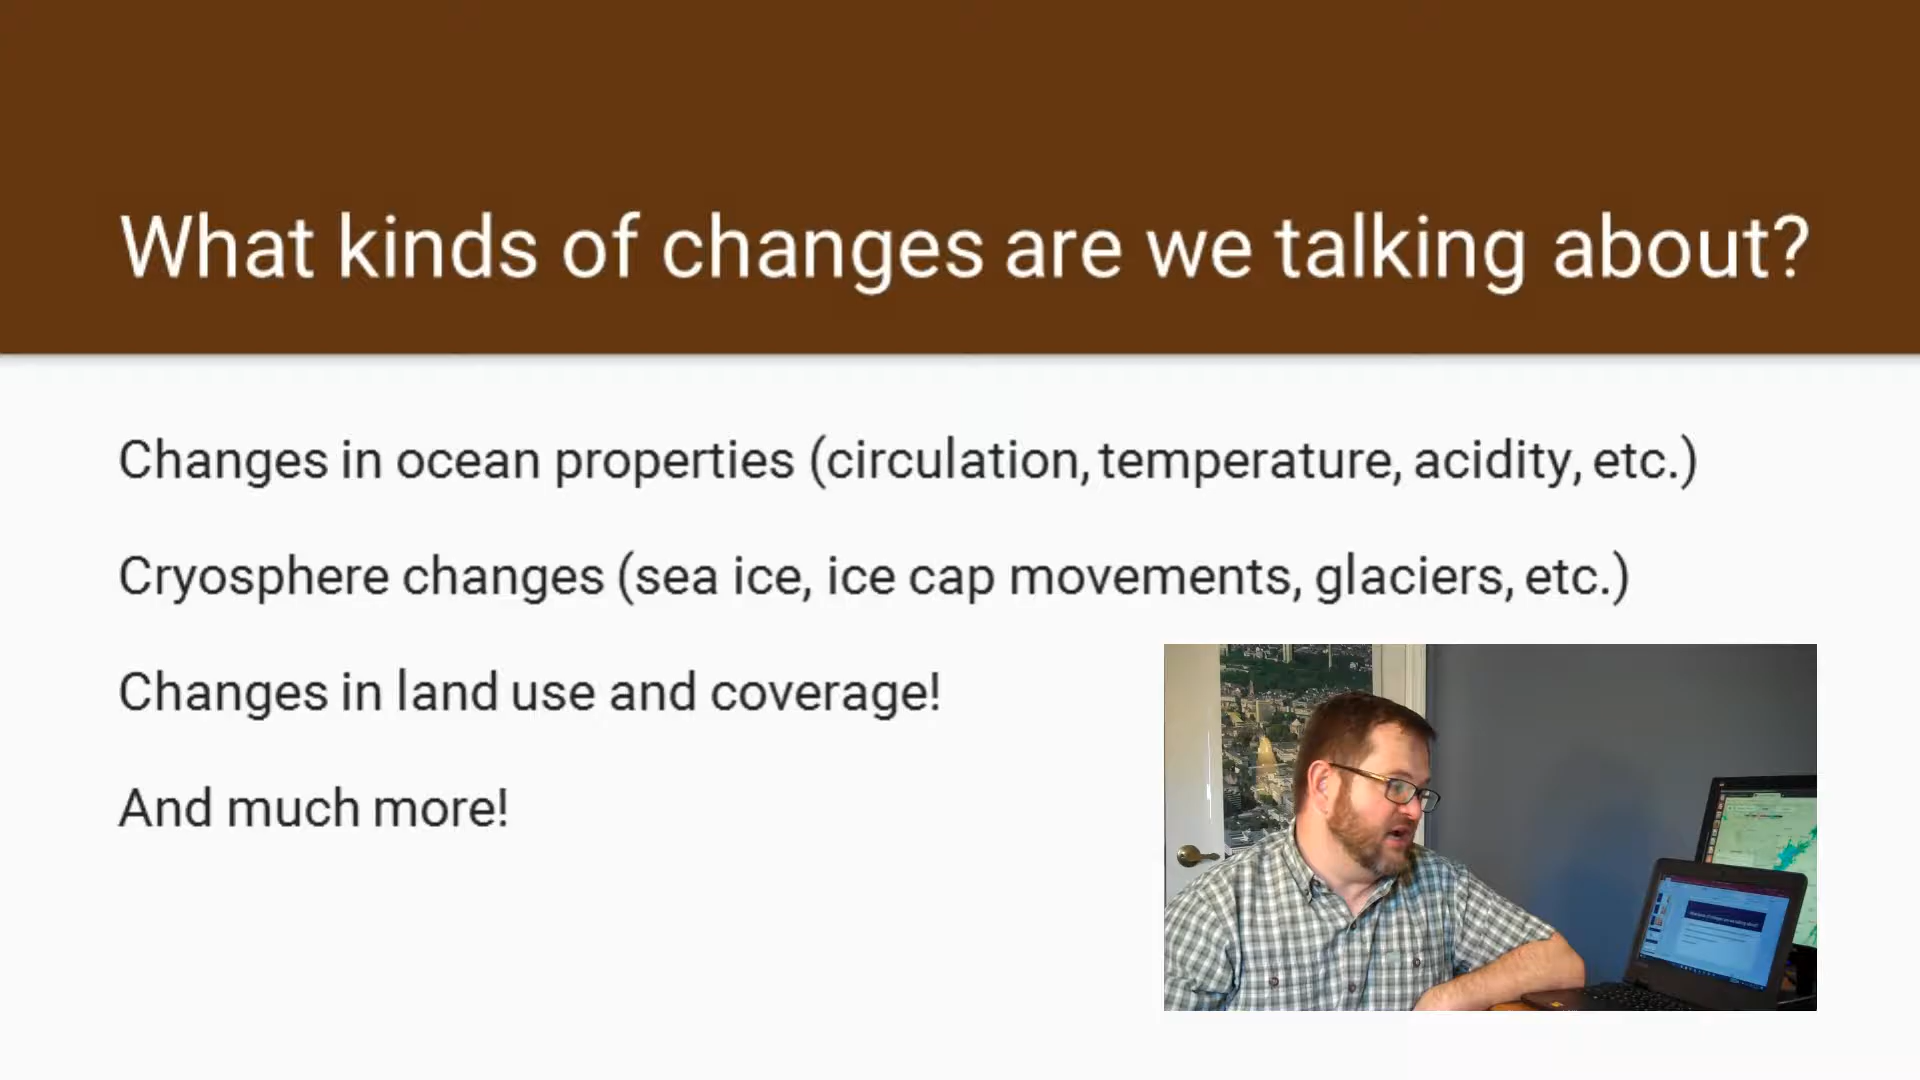 What kinds of changes are we talking about?
Changes in ocean properties (circulation, temperature, acidity, etc.)
Cryosphere changes (sea ice, ice cap movements, glaciers, etc.)
Changes in land use and coverage!
And much more!